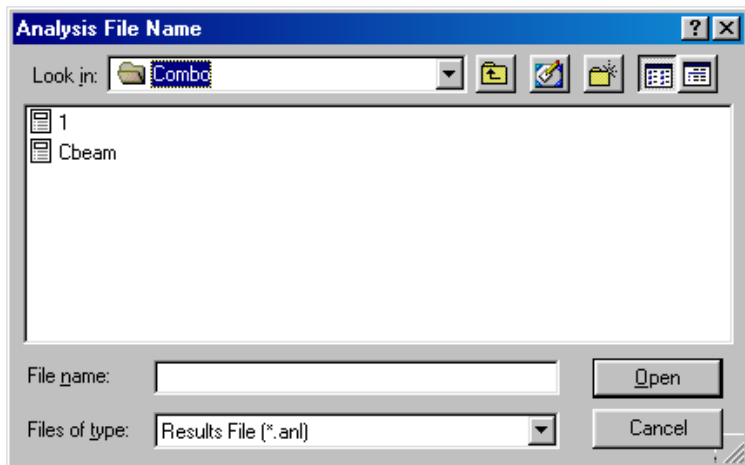 Analysis File Name
Look in: Combo
1
Cbeam
File name:
Open
Files of type: Results File (*.anl)
Cancel